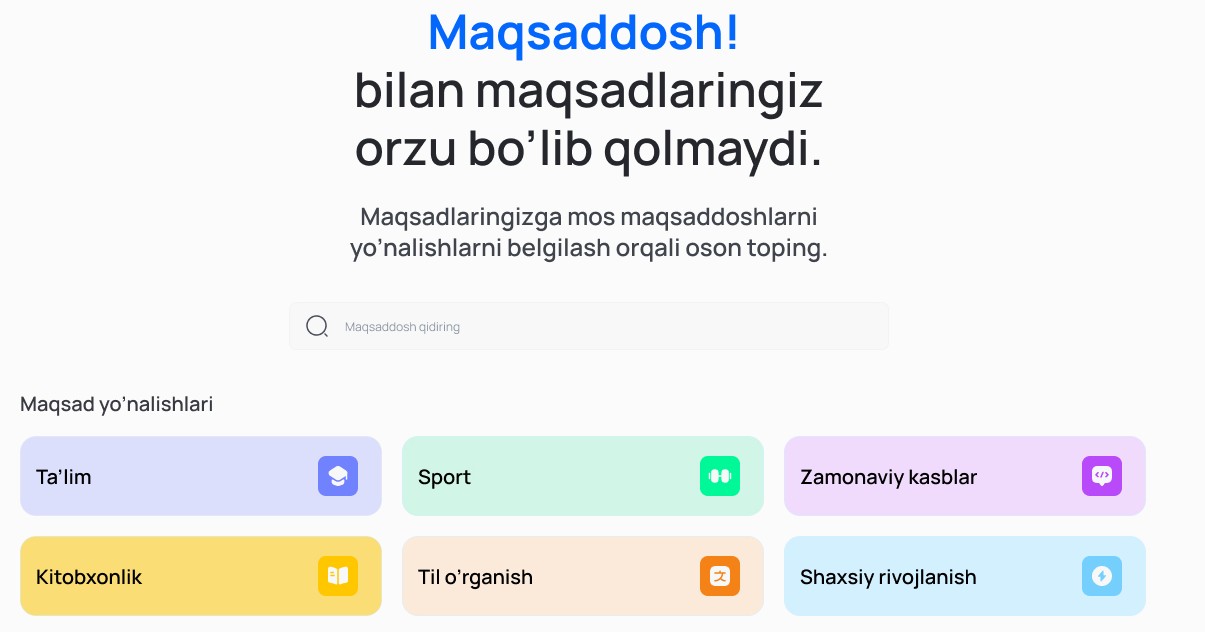 Maqsaddosh!
bilan maqsadlaringiz
orzu bo’lib qolmaydi.
Maqsadlaringizga mos maqsaddoshlarni
yo’nalishlarni belgilash orqali oson toping.
Maqsaddosh qidiring
Maqsad yo’nalishlari
Ta’lim
Sport
Zamonaviy kasblar
Kitobxonlik
Til o’rganish
Shaxsiy rivojlanish